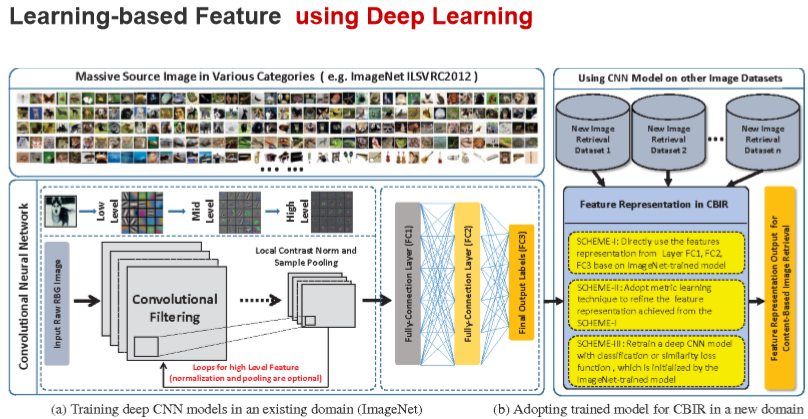 Learning-based Feature using Deep Learning
Massive Source Image in Various Categories ( e.g. ImageNet ILSVRC2012 )
... ...
Convolutional Neural Network
Low
Level
Mid
Level
High
Level
Input Raw RBG Image
Convolutional
Filtering
Local Contrast Norm and
Sample Pooling
Loops for high Level Feature
(normalization and pooling are optional)
Fully-Connection Layer (FC1)
Fully-Connection Layer (FC2)
Final Output Labels (FC3)
(a) Training deep CNN models in an existing domain (ImageNet)
Using CNN Model on other Image Datasets
New Image
Retrieval
Dataset 1
New Image
Retrieval
Dataset 2
...
New Image
Retrieval
Dataset n
Feature Representation in CBIR
SCHEME-I: Directly use the features
representation from Layer FC1, FC2,
FC3 base on ImageNet-trained model
SCHEME-II: Adopt metric learning
technique to refine the feature
representation achieved from the
SCHEME-I
SCHEME-III: Retrain a deep CNN model
with classification or similarity loss
function , which is initialized by the
ImageNet-trained model
Feature Representation Output for
Content-Based Image Retrieval
(b) Adopting trained model for CBIR in a new domain